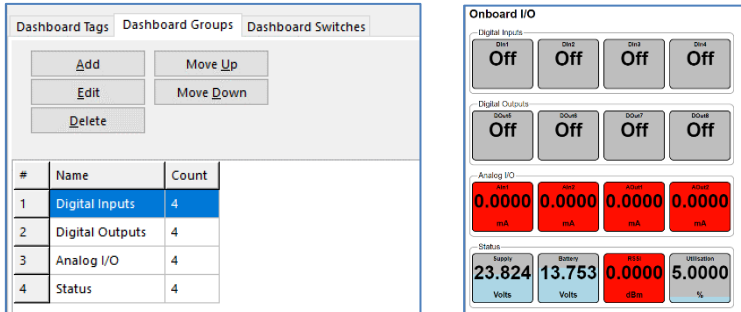 Dashboard Tags Dashboard Groups Dashboard Switches
Add Move Up
Edit Move Down
Delete
# Name Count
1 Digital Inputs 4
2 Digital Outputs 4
3 Analog I/O 4
4 Status 4
Onboard I/O
Digital Inputs
DIn1 DIn2 DIn3 DIn4
Off Off Off Off
Digital Outputs
DOut5 DOut6 DOut7 DOut8
Off Off Off Off
Analog I/O
AIn1 AIn2 AOut1 AOut2
0.0000 0.0000 0.0000 0.0000
mA mA mA mA
Status
Supply Battery RSSI Utilisation
23.824 13.753 0.0000 5.0000
Volts Volts dBm %